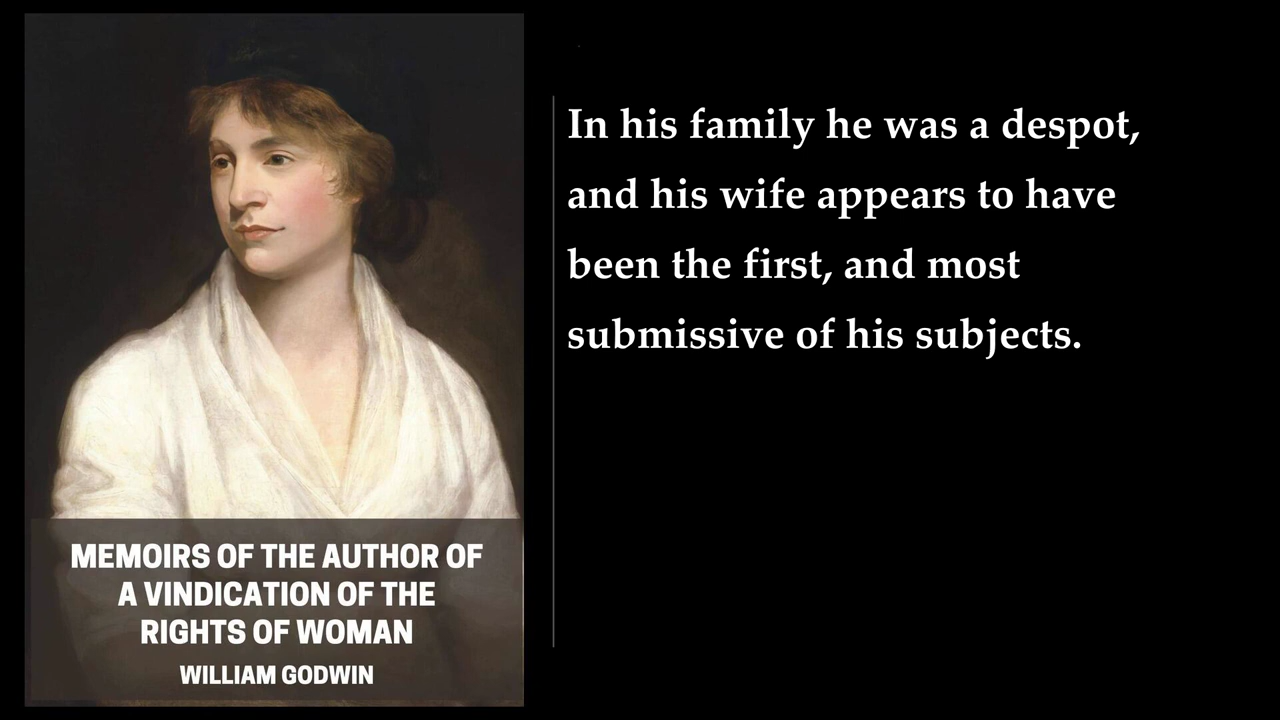 MEMOIRS OF THE AUTHOR OF
A VINDICATION OF THE
RIGHTS OF WOMAN
WILLIAM GODWIN
In his family he was a despot,
and his wife appears to have
been the first, and most
submissive of his subjects.